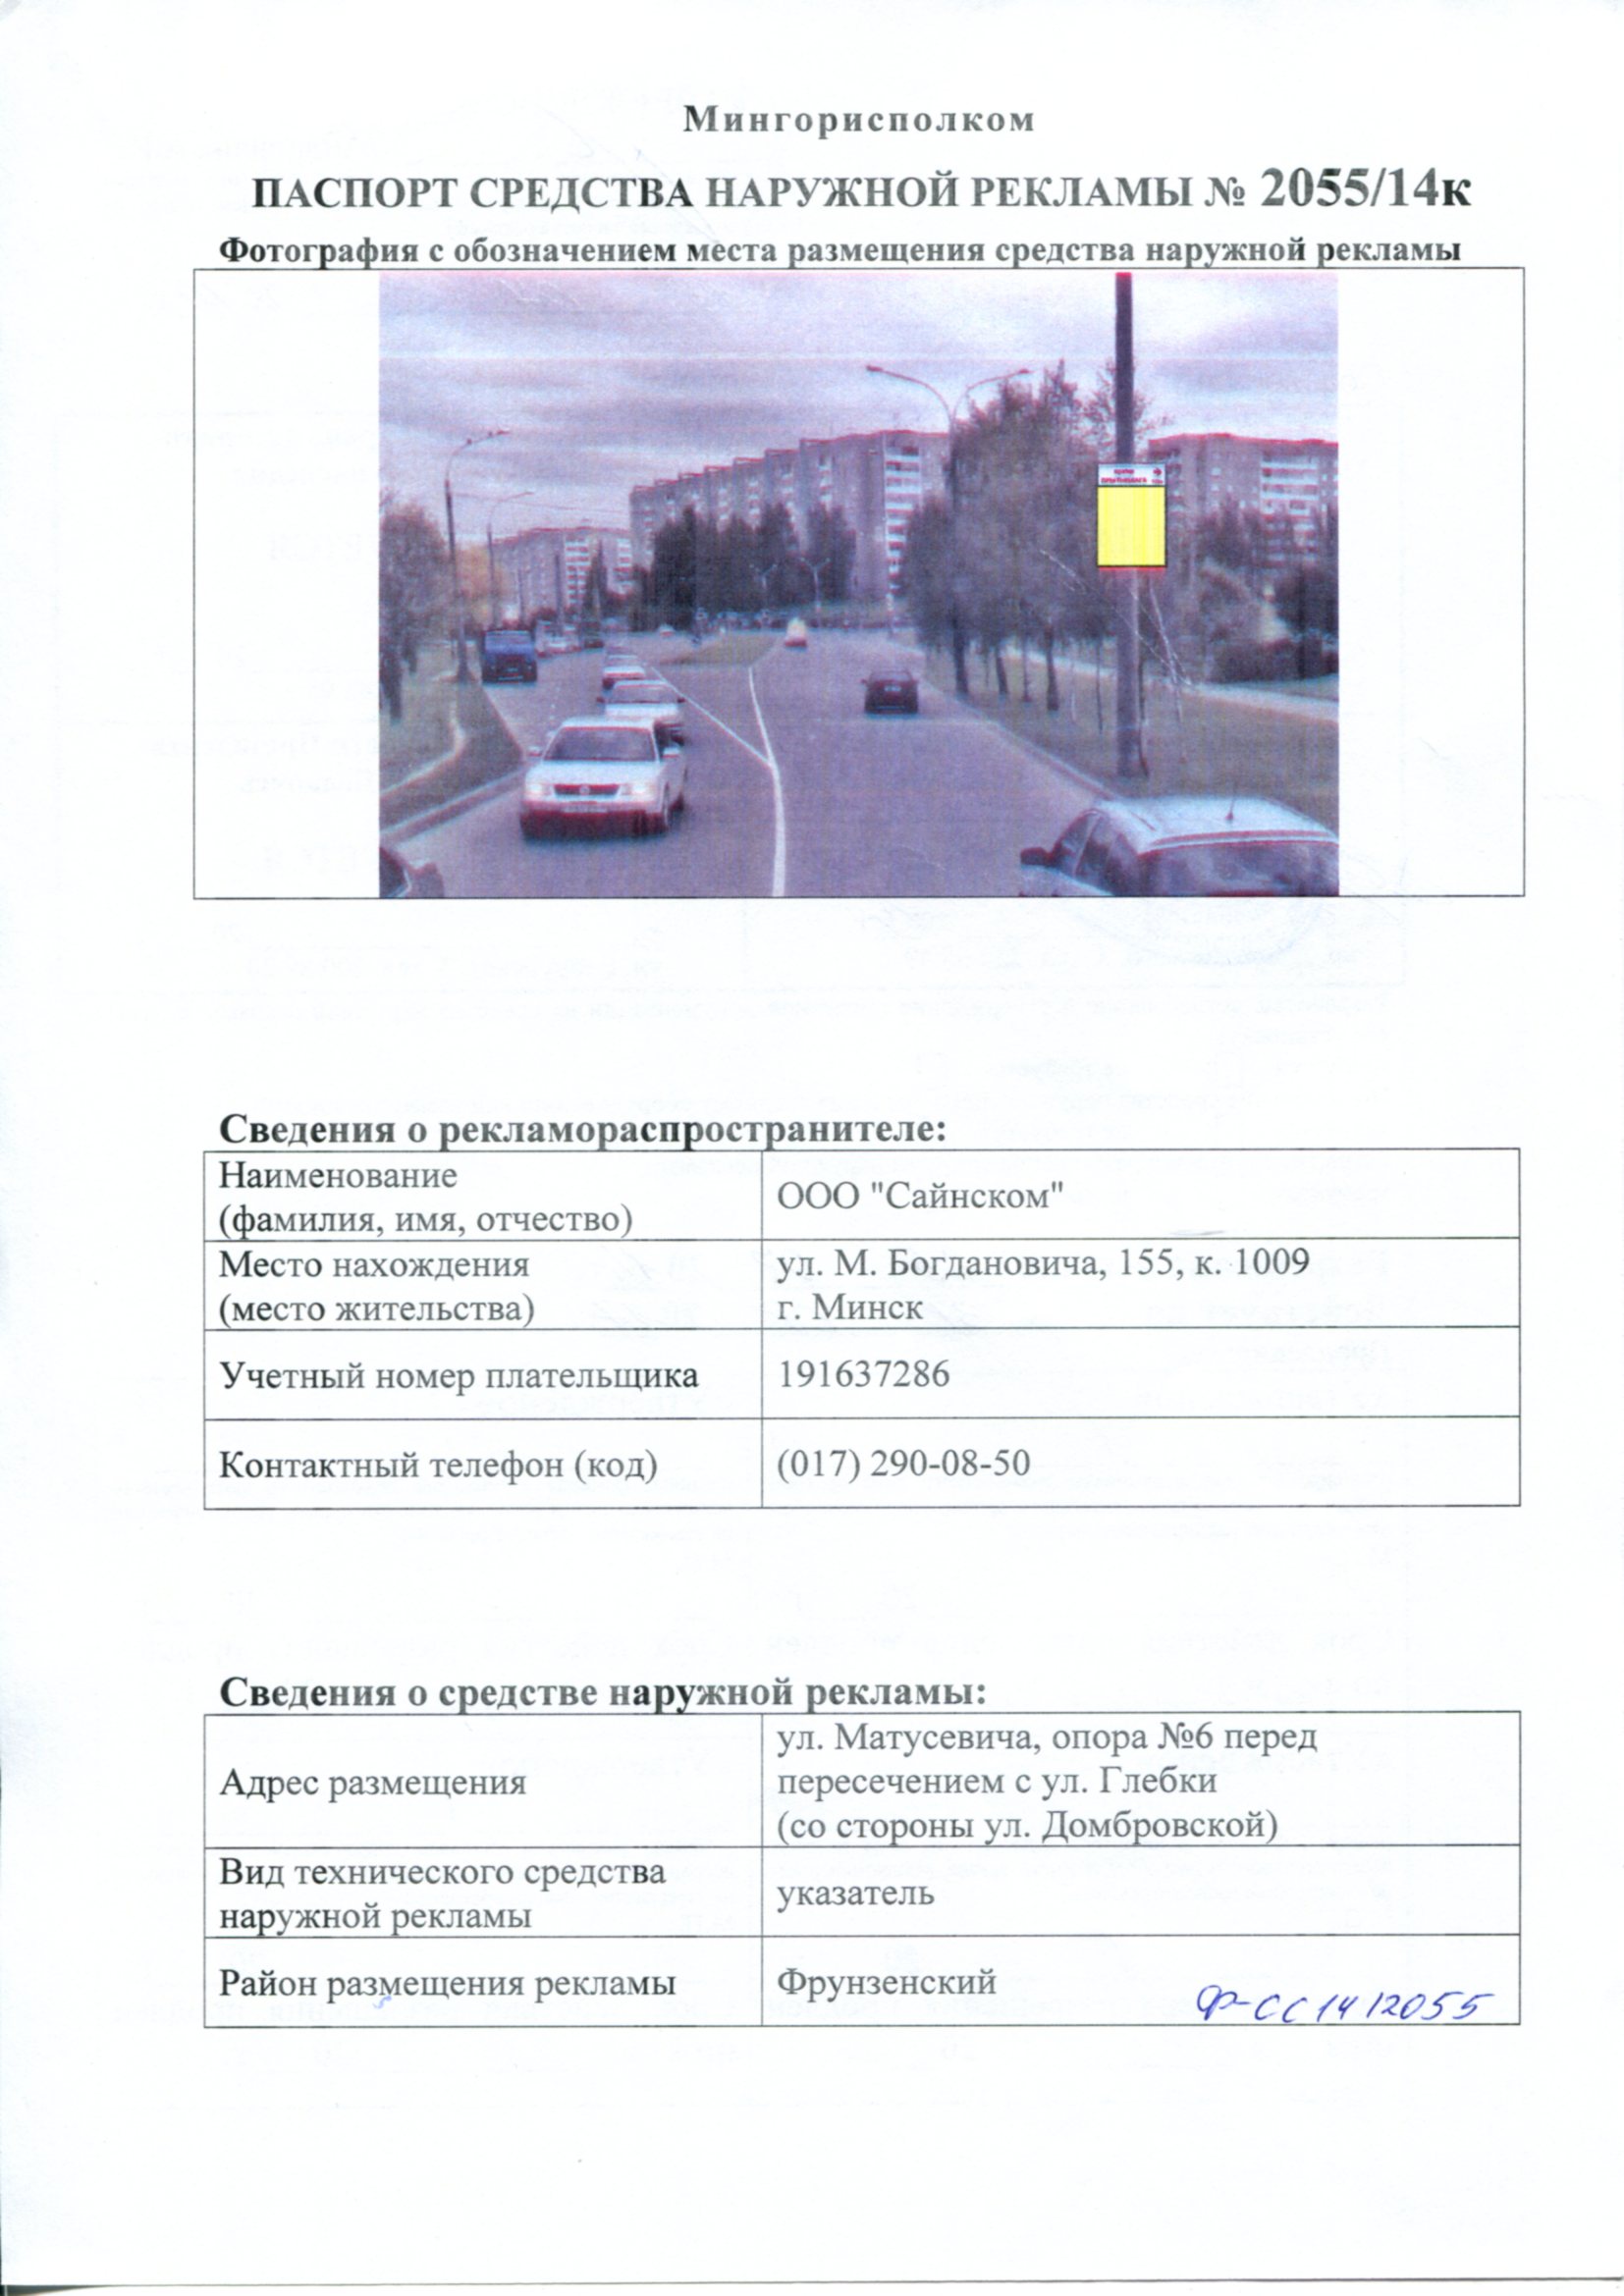 Мингорисполком
ПАСПОРТ СРЕДСТВА НАРУЖНОЙ РЕКЛАМЫ № 2055/14к
Фотография с обозначением места размещения средства наружной рекламы
Сведения о рекламораспространителе:
Наименование
(фамилия, имя, отчество)
ООО "Сайнском"
Место нахождения
(место жительства)
ул. М. Богдановича, 155, к. 1009
г. Минск
Учетный номер плательщика
191637286
Контактный телефон (код)
(017) 290-08-50
Сведения о средстве наружной рекламы:
Адрес размещения
ул. Матусевича, опора №6 перед
пересечением с ул. Глебки
(со стороны ул. Домбровской)
Вид технического средства
наружной рекламы
указатель
Район размещения рекламы
Фрунзенский
Ф-СС14/2055